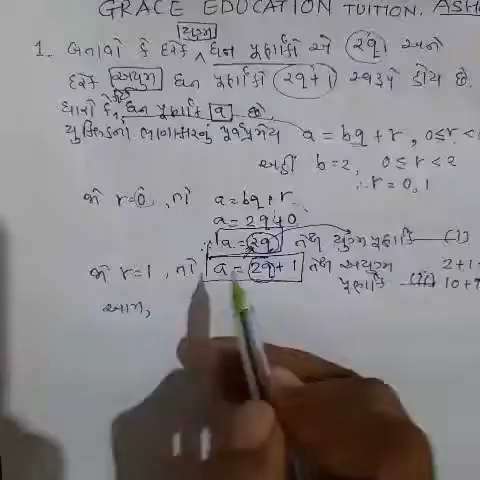 GRACE EDUCATION TUITION. ASH
યુગ્મ
1. બતાવો કે દરેક ધન પૂર્ણાંકો એ 2q અને
દરેક અયુગ્મ ધન પૂર્ણાંકો 2q+1 સ્વરૂપે હોય છે.
ધારો કે, ધન પૂર્ણાંક a છે.
યુક્લિડના ભાગાકારનું પૂર્વપ્રમેય a = bq + r, 0≤r<
અહીં b=2, 0≤r<2
∴ r=0, 1
જો r=0, તો a=bq+r
a=2q+0
∴ a=2q તેથી યુગ્મ પૂર્ણાંક —(1)
જો r=1, તો a=2q+1 તેથી અયુગ્મ 2+1
પૂર્ણાંક —(ii) 10+
આમ,